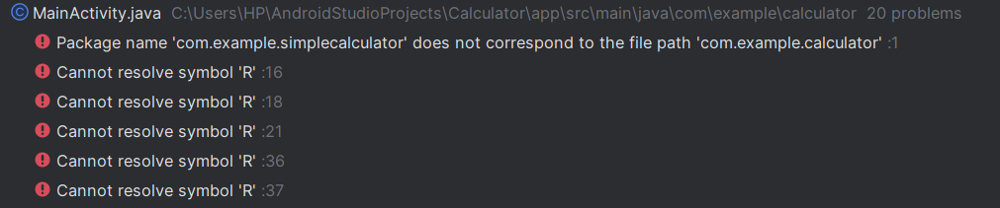 MainActivity.java C:\Users\HP\AndroidStudioProjects\Calculator\app\src\main\java\com\example\calculator 20 problems
Package name 'com.example.simplecalculator' does not correspond to the file path 'com.example.calculator' :1
Cannot resolve symbol 'R' :16
Cannot resolve symbol 'R' :18
Cannot resolve symbol 'R' :21
Cannot resolve symbol 'R' :36
Cannot resolve symbol 'R' :37